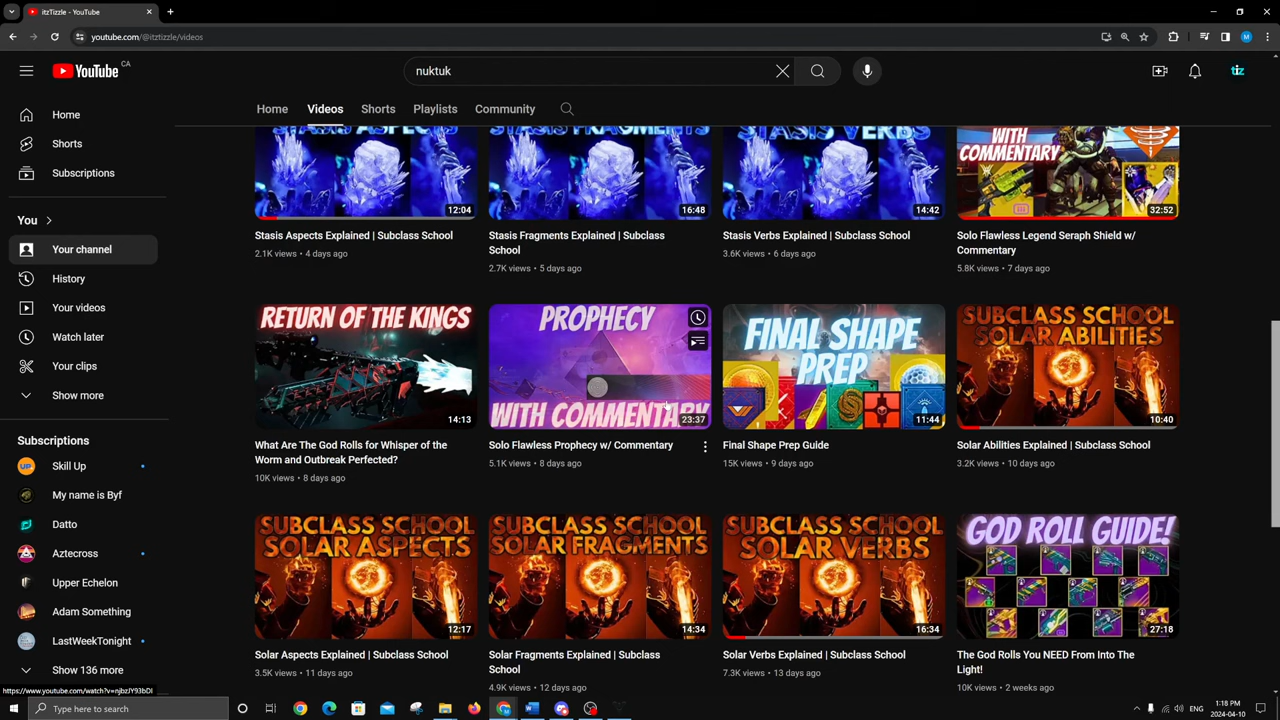 itzTizzle - YouTube
youtube.com/@itztizzle/videos
YouTube CA
nuktuk
tiz
Home Videos Shorts Playlists Community
Home
Shorts
Subscriptions
You
Your channel
History
Your videos
Watch later
Your clips
Show more
Subscriptions
Skill Up
My name is Byf
Datto
Aztecross
Upper Echelon
Adam Something
LastWeekTonight
Show 136 more
STASIS ASPECTS
12:04
Stasis Aspects Explained | Subclass School
2.1K views • 4 days ago
STASIS FRAGMENTS
16:48
Stasis Fragments Explained | Subclass
School
2.7K views • 5 days ago
STASIS VERBS
14:42
Stasis Verbs Explained | Subclass School
3.6K views • 6 days ago
WITH
COMMENTARY
32:52
Solo Flawless Legend Seraph Shield w/
Commentary
5.8K views • 7 days ago
RETURN OF THE KINGS
14:13
What Are The God Rolls for Whisper of the
Worm and Outbreak Perfected?
10K views • 8 days ago
PROPHECY
WITH COMMENTARY
23:37
Solo Flawless Prophecy w/ Commentary
5.1K views • 8 days ago
FINAL SHAPE
PREP
11:44
Final Shape Prep Guide
15K views • 9 days ago
SUBCLASS SCHOOL
SOLAR ABILITIES
10:40
Solar Abilities Explained | Subclass School
3.2K views • 10 days ago
SUBCLASS SCHOOL
SOLAR ASPECTS
12:17
Solar Aspects Explained | Subclass School
3.5K views • 11 days ago
SUBCLASS SCHOOL
SOLAR FRAGMENTS
14:34
Solar Fragments Explained | Subclass
School
4.9K views • 12 days ago
SUBCLASS SCHOOL
SOLAR VERBS
16:34
Solar Verbs Explained | Subclass School
7.3K views • 13 days ago
GOD ROLL GUIDE!
27:18
The God Rolls You NEED From Into The
Light!
10K views • 2 weeks ago
https://www.youtube.com/watch?v=njbzJY93bDI
Type here to search
ENG
1:18 PM
2024-04-10